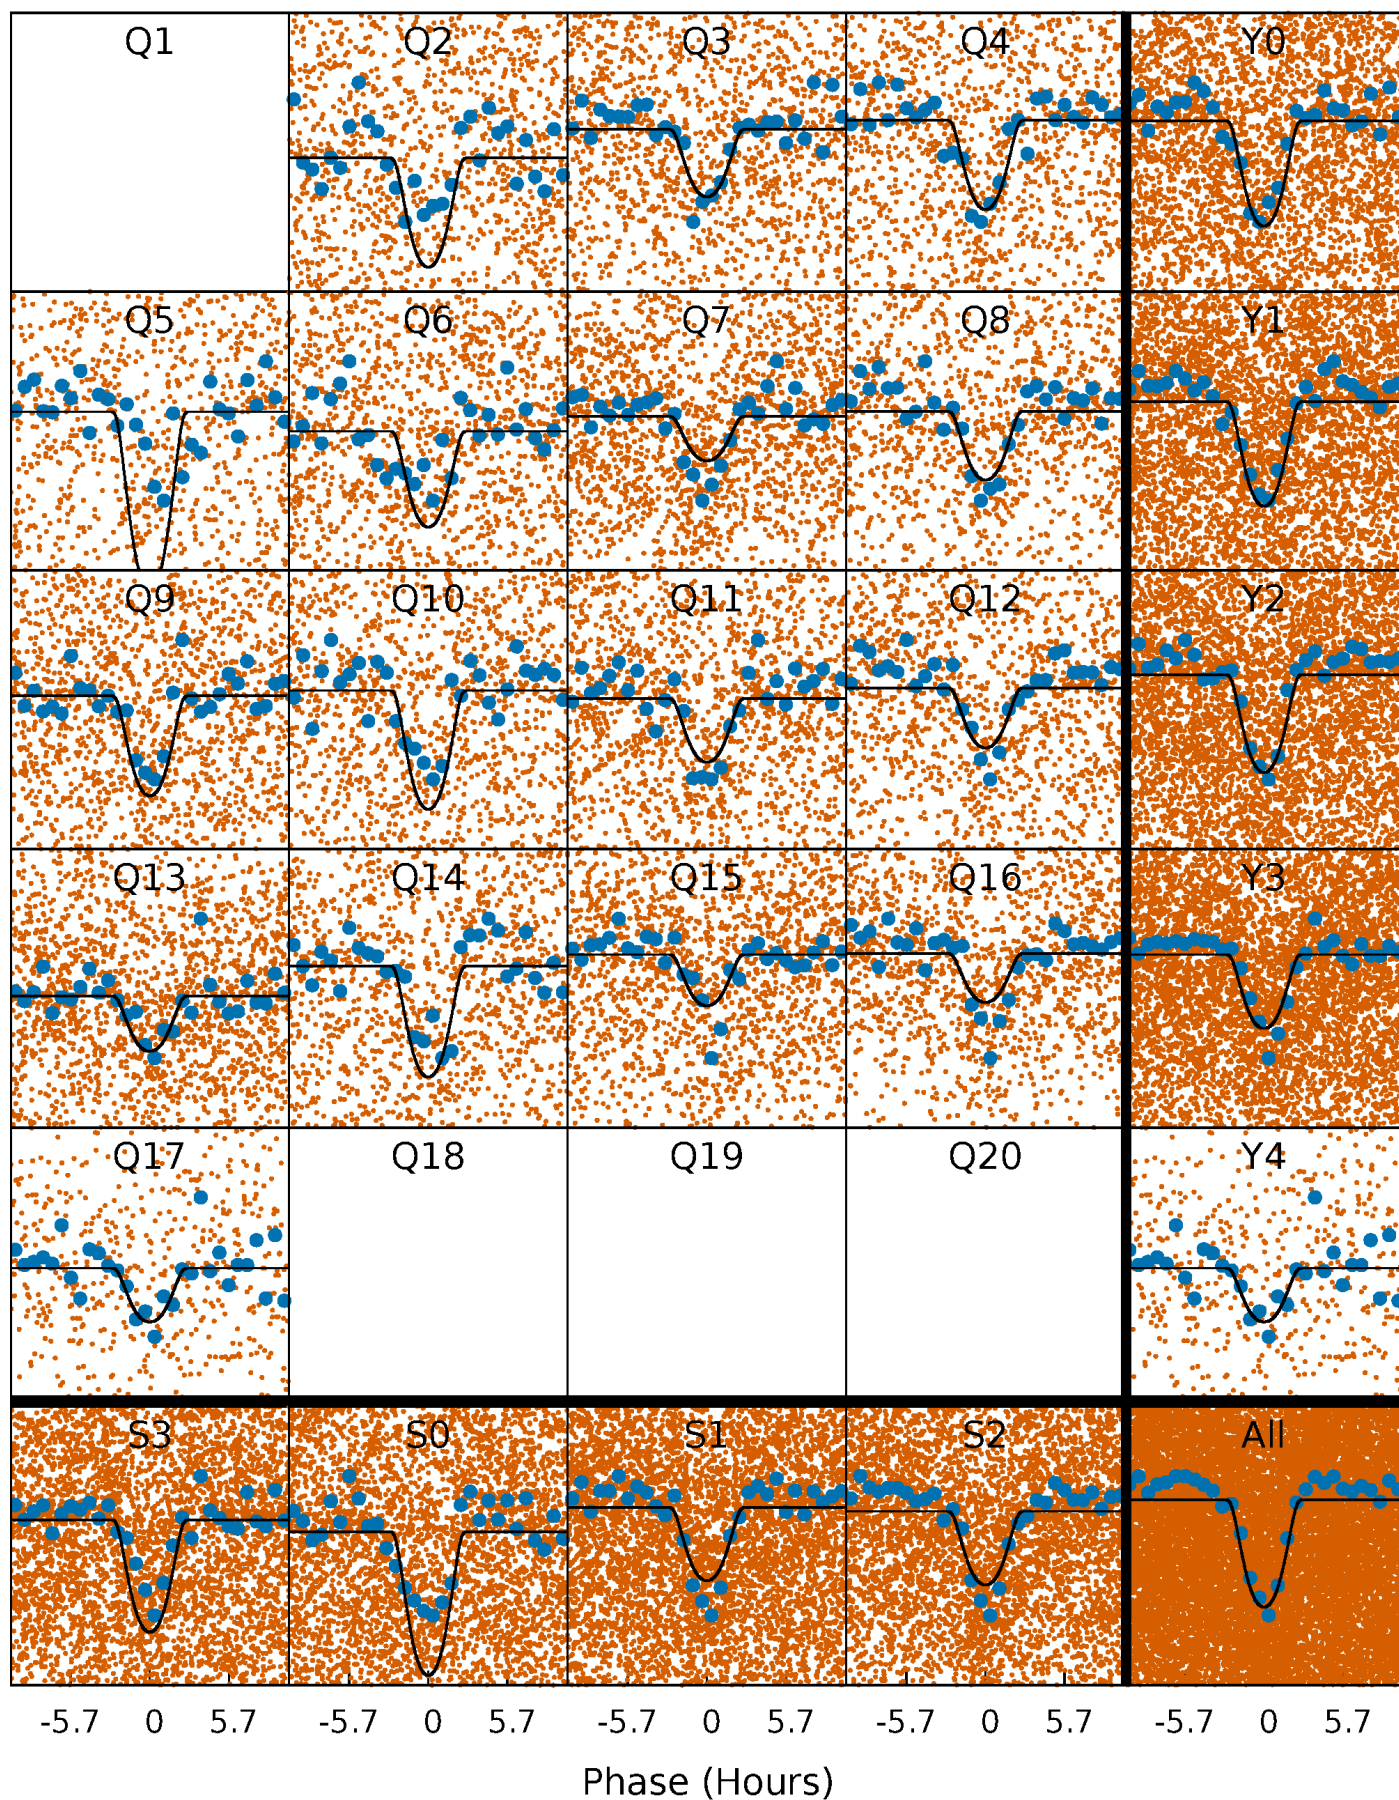 Q1 Q2 Q3 Q4 Y0
Q5 Q6 Q7 Q8 Y1
Q9 Q10 Q11 Q12 Y2
Q13 Q14 Q15 Q16 Y3
Q17 Q18 Q19 Q20 Y4
S3 S0 S1 S2 All
-5.7 0 5.7 -5.7 0 5.7 -5.7 0 5.7 -5.7 0 5.7 -5.7 0 5.7
Phase (Hours)